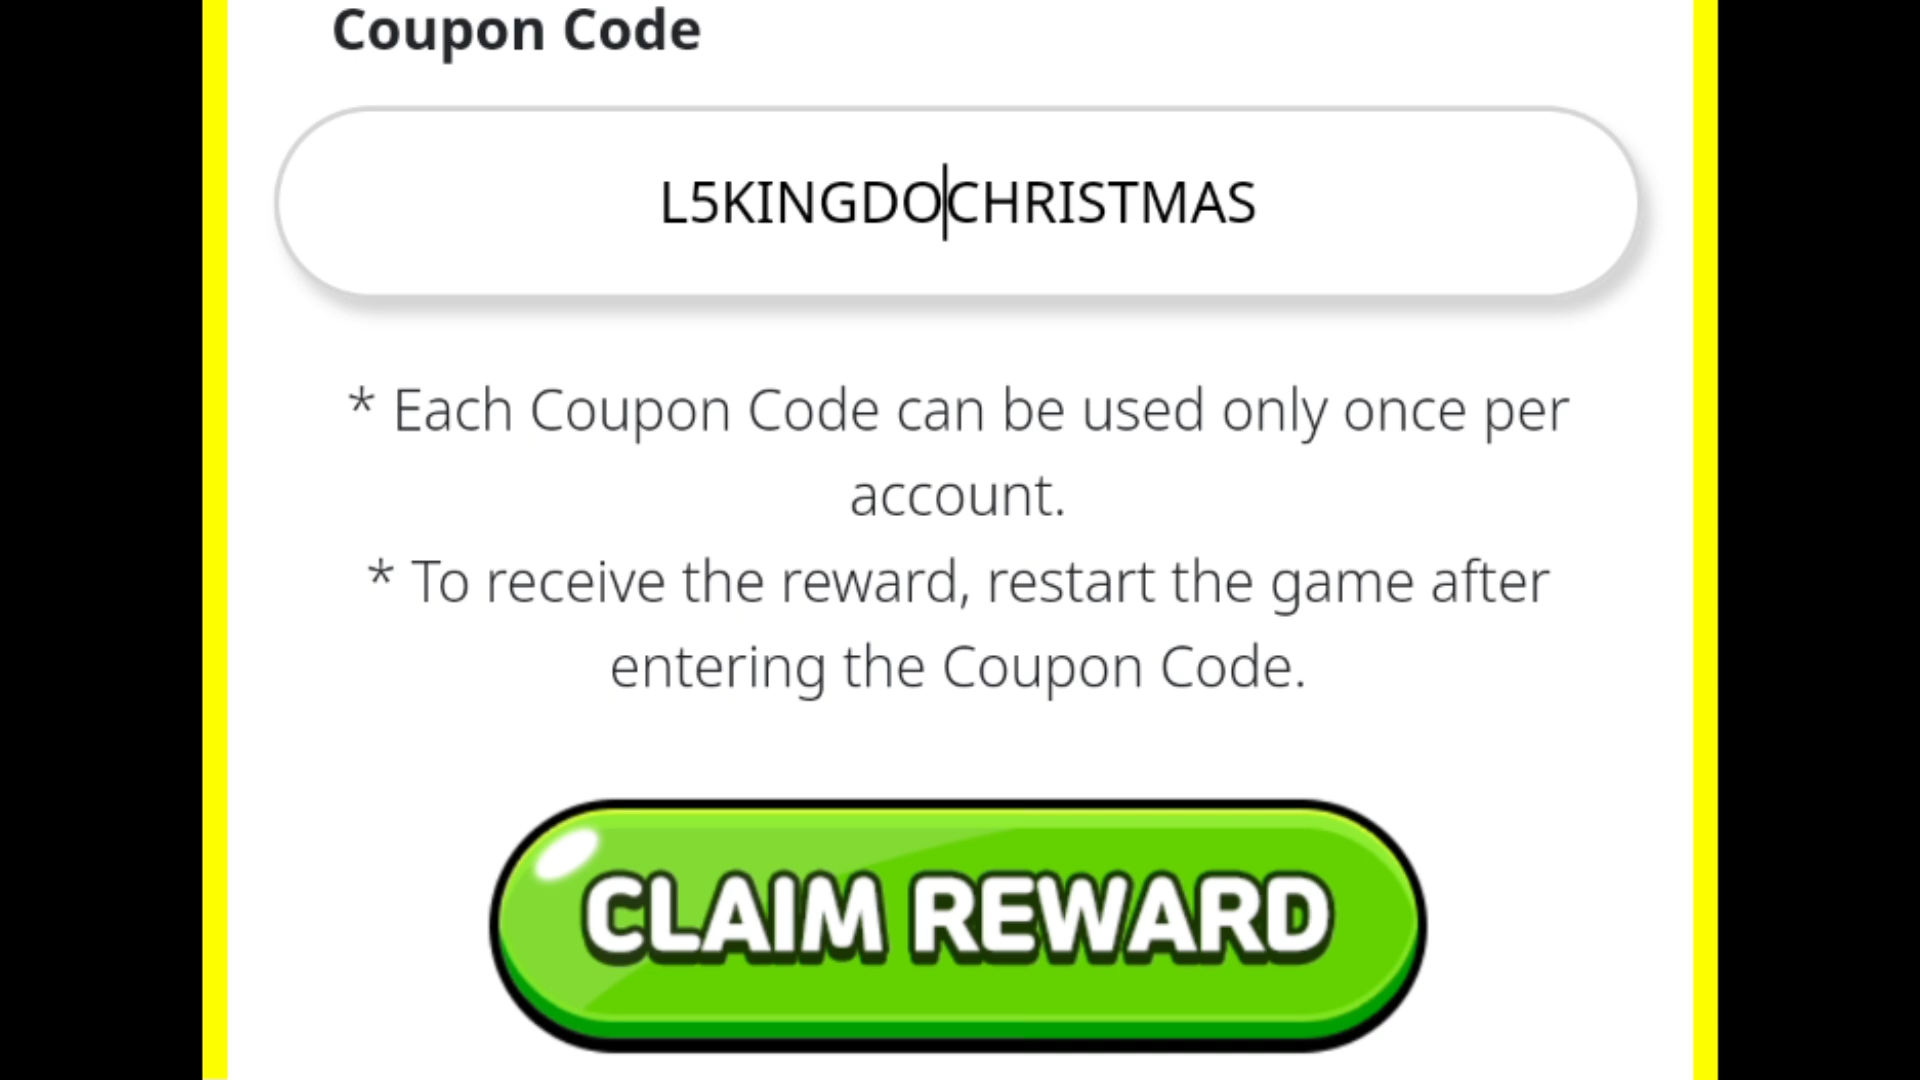 Coupon Code
L5KINGDOCHRISTMAS
* Each Coupon Code can be used only once per
account.
* To receive the reward, restart the game after
entering the Coupon Code.
CLAIM REWARD